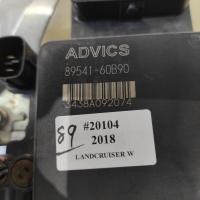 ADVICS
89541-60B90
3438A092074
89
#20104
2018
LANDCRUISER W